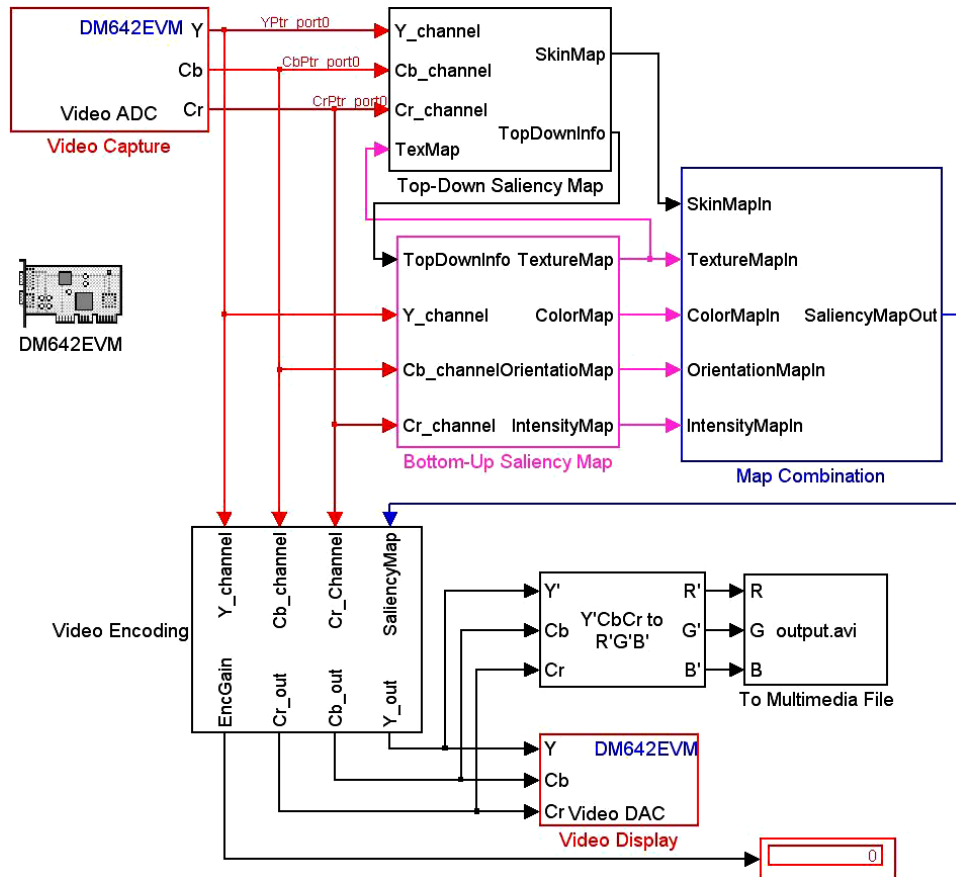 DM642EVM Y
Cb
Cr
Video ADC
Video Capture
YPtr_port0
CbPtr_port0
CrPtr_port0
Y_channel
Cb_channel
Cr_channel
TexMap
SkinMap
TopDownInfo
Top-Down Saliency Map
DM642EVM
TopDownInfo TextureMap
Y_channel ColorMap
Cb_channel OrientatioMap
Cr_channel IntensityMap
Bottom-Up Saliency Map
SkinMapIn
TextureMapIn
ColorMapIn SaliencyMapOut
OrientationMapIn
IntensityMapIn
Map Combination
Y_channel
Cb_channel
Cr_Channel
SaliencyMap
Video Encoding
EncGain
Cr_out
Cb_out
Y_out
Y'
Cb
Cr
Y'CbCr to
R'G'B'
R'
G'
B'
R
G output.avi
B
To Multimedia File
Y DM642EVM
Cb
Cr Video DAC
Video Display
0